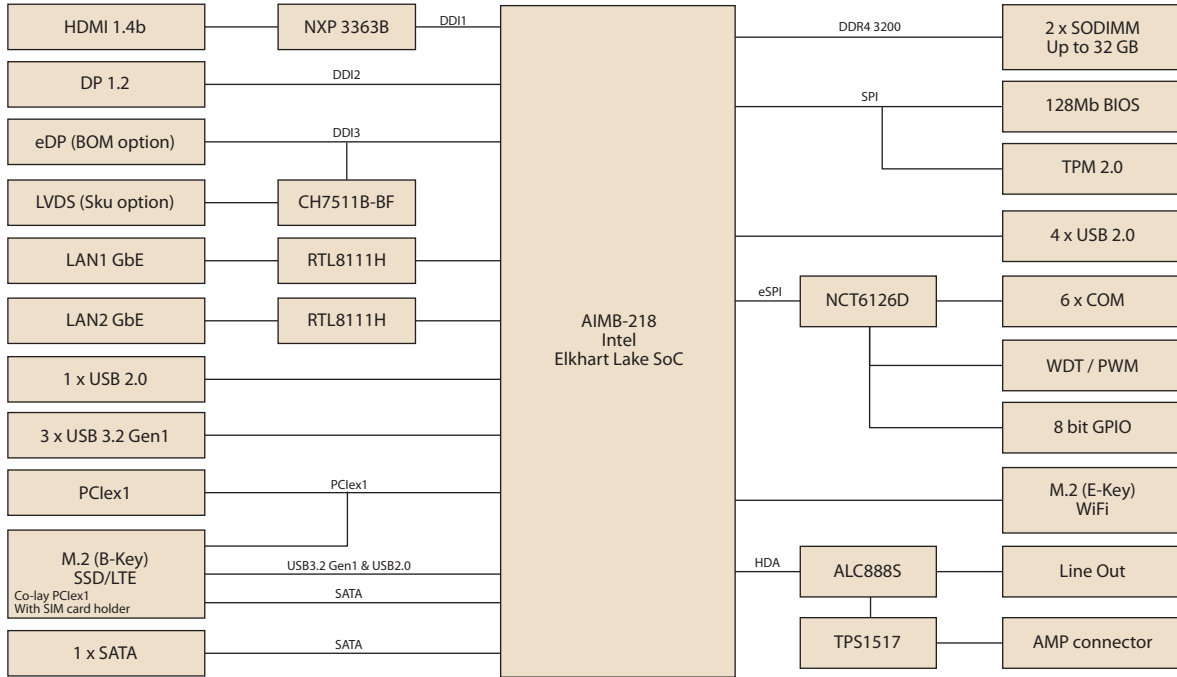 HDMI 1.4b
NXP 3363B
DDI1
DP 1.2
DDI2
eDP (BOM option)
DDI3
LVDS (Sku option)
CH7511B-BF
LAN1 GbE
RTL8111H
LAN2 GbE
RTL8111H
1 x USB 2.0
3 x USB 3.2 Gen1
PCIex1
PCIex1
M.2 (B-Key)
SSD/LTE
Co-lay PCIex1
With SIM card holder
USB3.2 Gen1 & USB2.0
SATA
1 x SATA
SATA
AIMB-218
Intel
Elkhart Lake SoC
DDR4 3200
2 x SODIMM
Up to 32 GB
SPI
128Mb BIOS
TPM 2.0
4 x USB 2.0
eSPI
NCT6126D
6 x COM
WDT / PWM
8 bit GPIO
M.2 (E-Key)
WiFi
HDA
ALC888S
Line Out
TPS1517
AMP connector